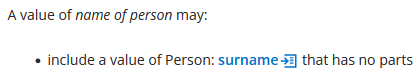 A value of name of person may:
• include a value of Person: surname that has no parts